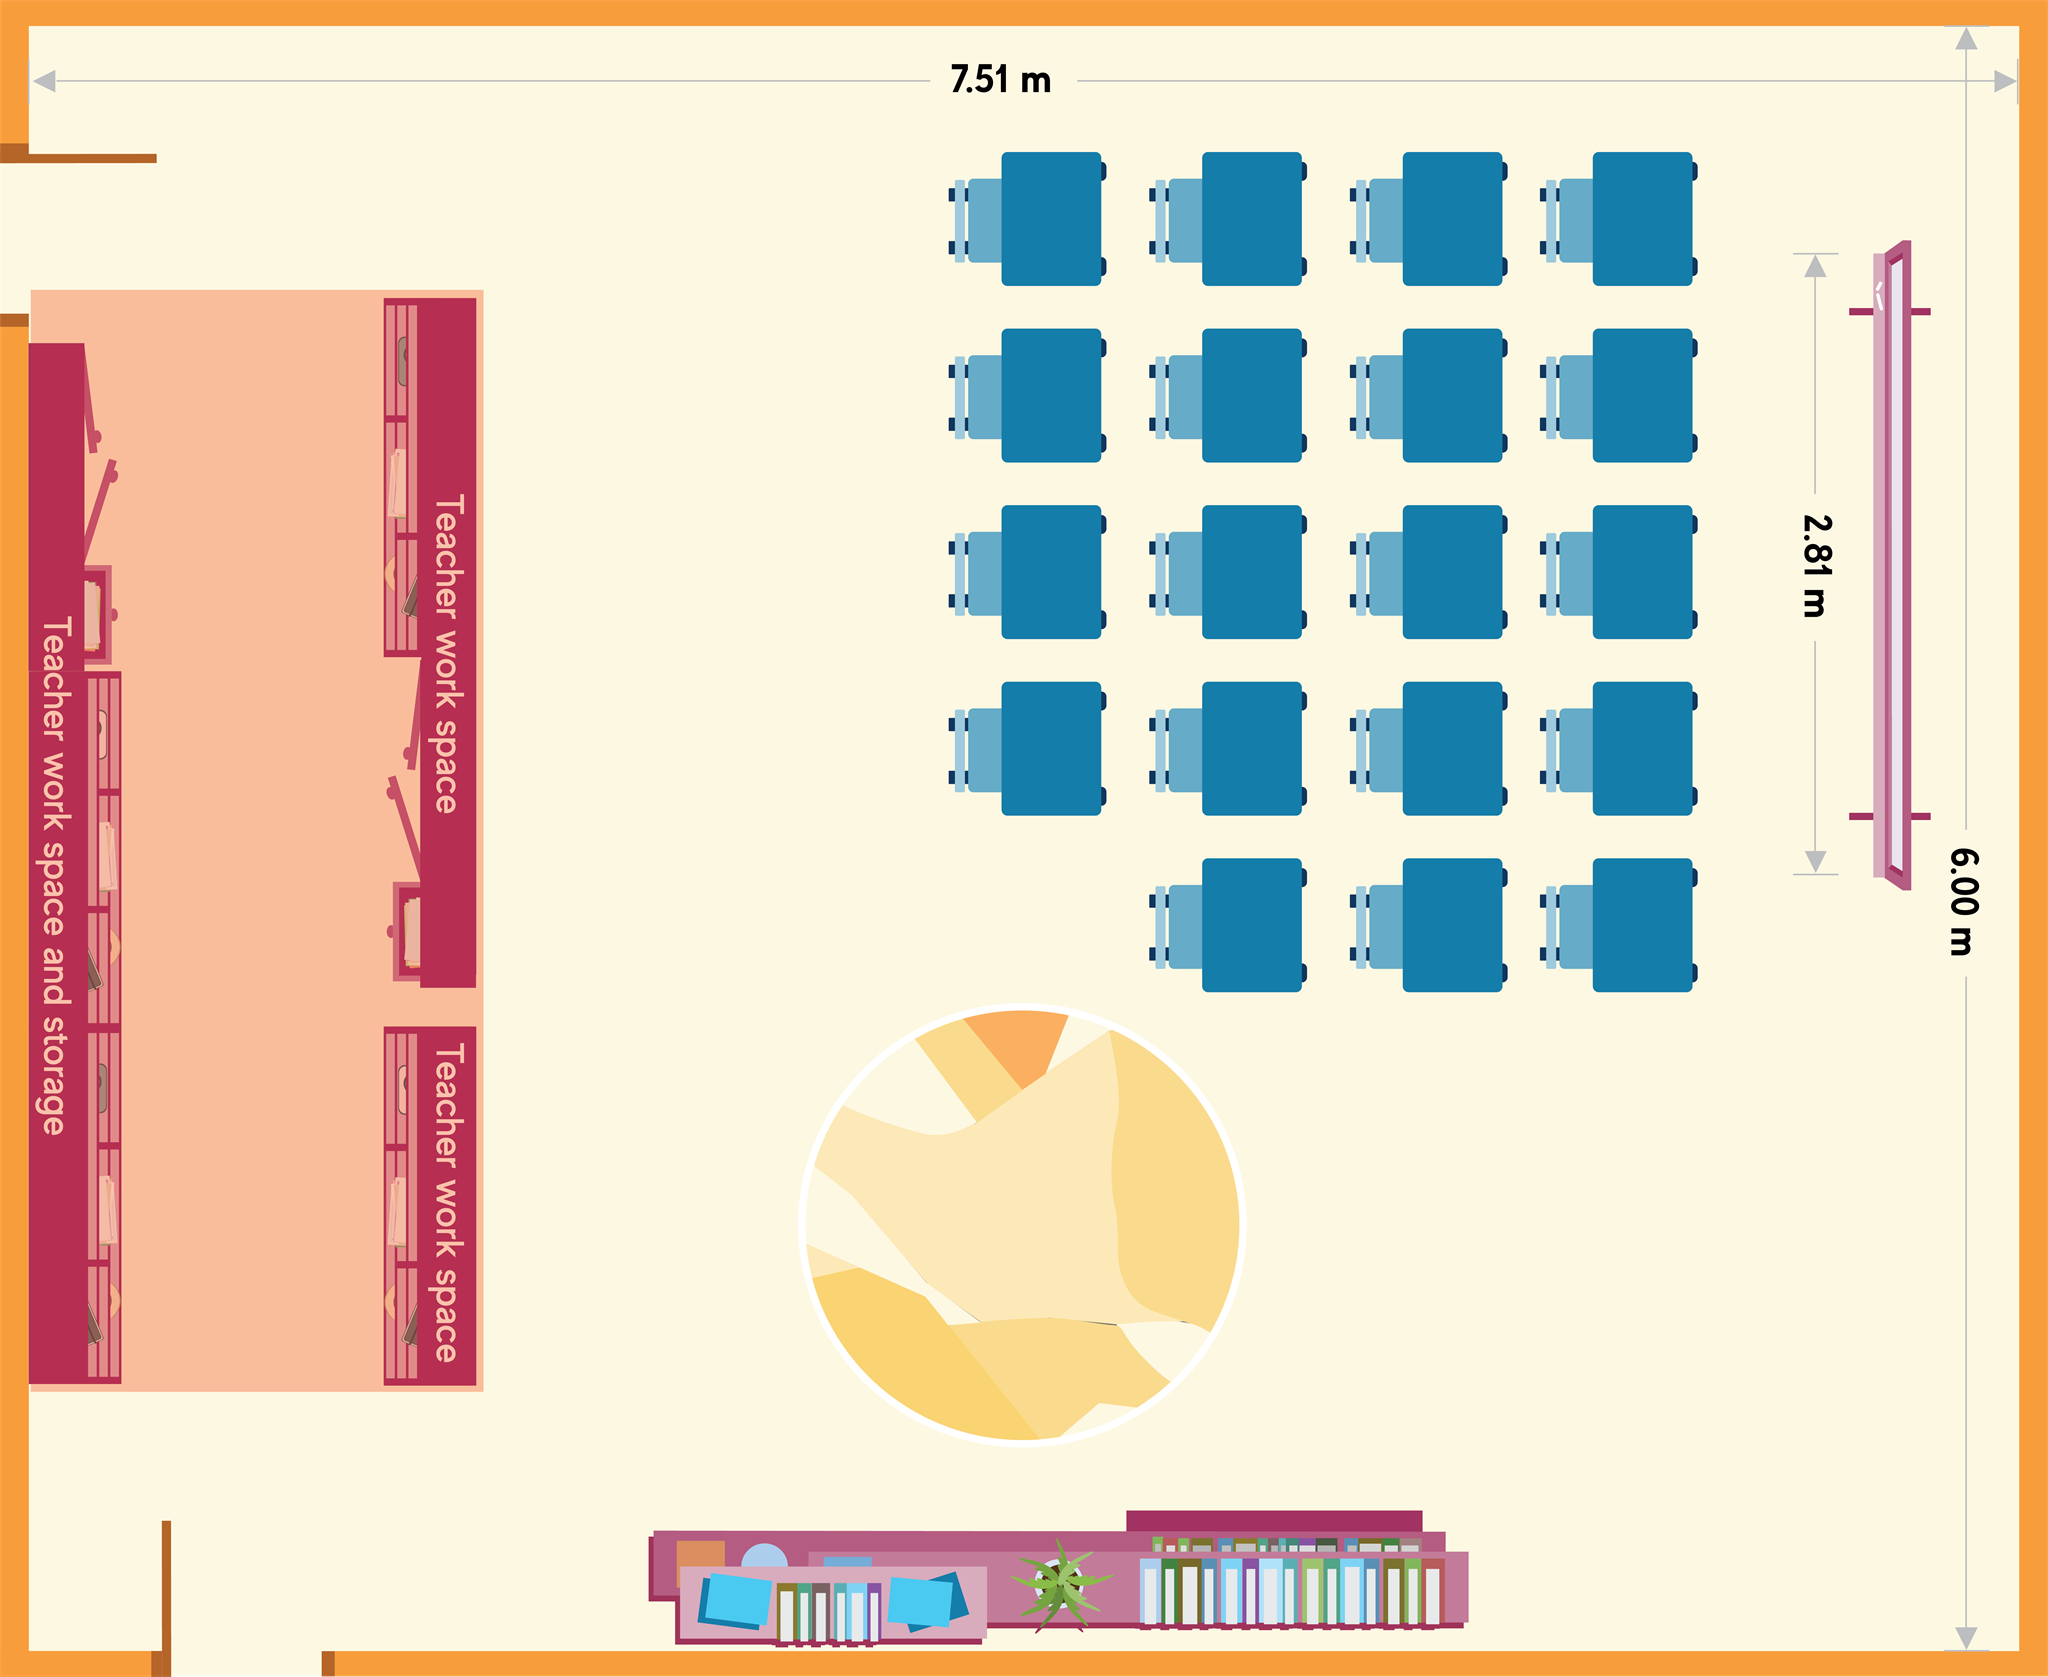 7.51 m
2.81 m
6.00 m
Teacher work space
Teacher work space and storage
Teacher work space